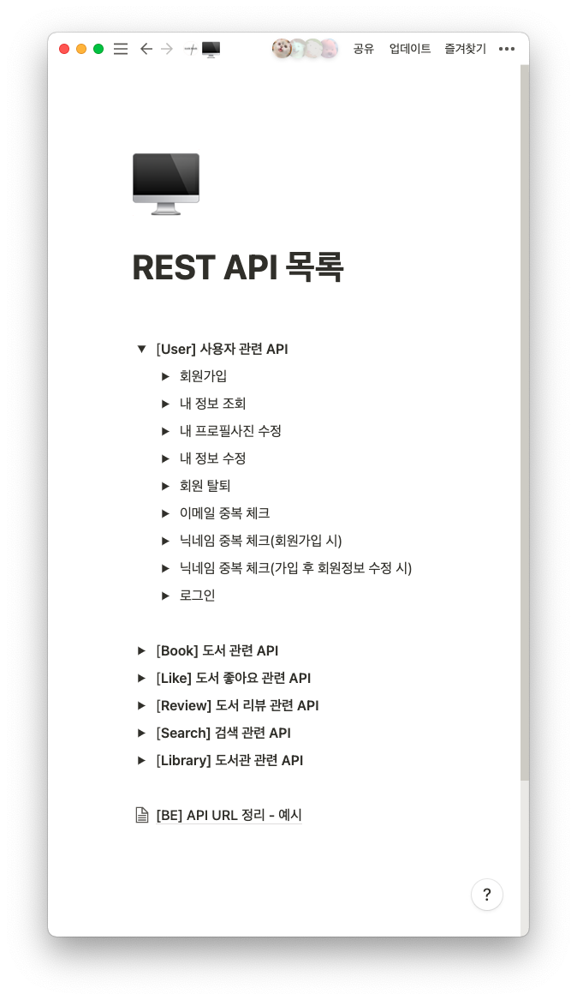 공유 업데이트 즐겨찾기
REST API 목록
[User] 사용자 관련 API
회원가입
내 정보 조회
내 프로필사진 수정
내 정보 수정
회원 탈퇴
이메일 중복 체크
닉네임 중복 체크(회원가입 시)
닉네임 중복 체크(가입 후 회원정보 수정 시)
로그인
[Book] 도서 관련 API
[Like] 도서 좋아요 관련 API
[Review] 도서 리뷰 관련 API
[Search] 검색 관련 API
[Library] 도서관 관련 API
[BE] API URL 정리 - 예시
?